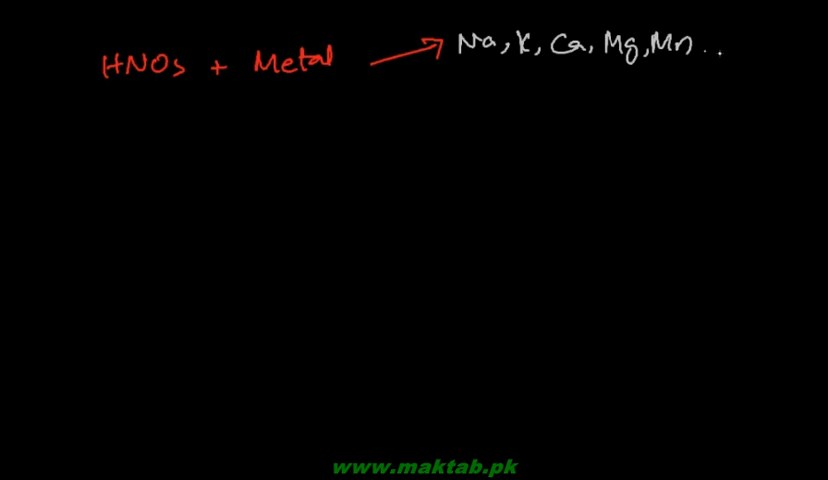 HNO3 + Metal → Na, K, Ca, Mg, Mn ..
www.maktab.pk